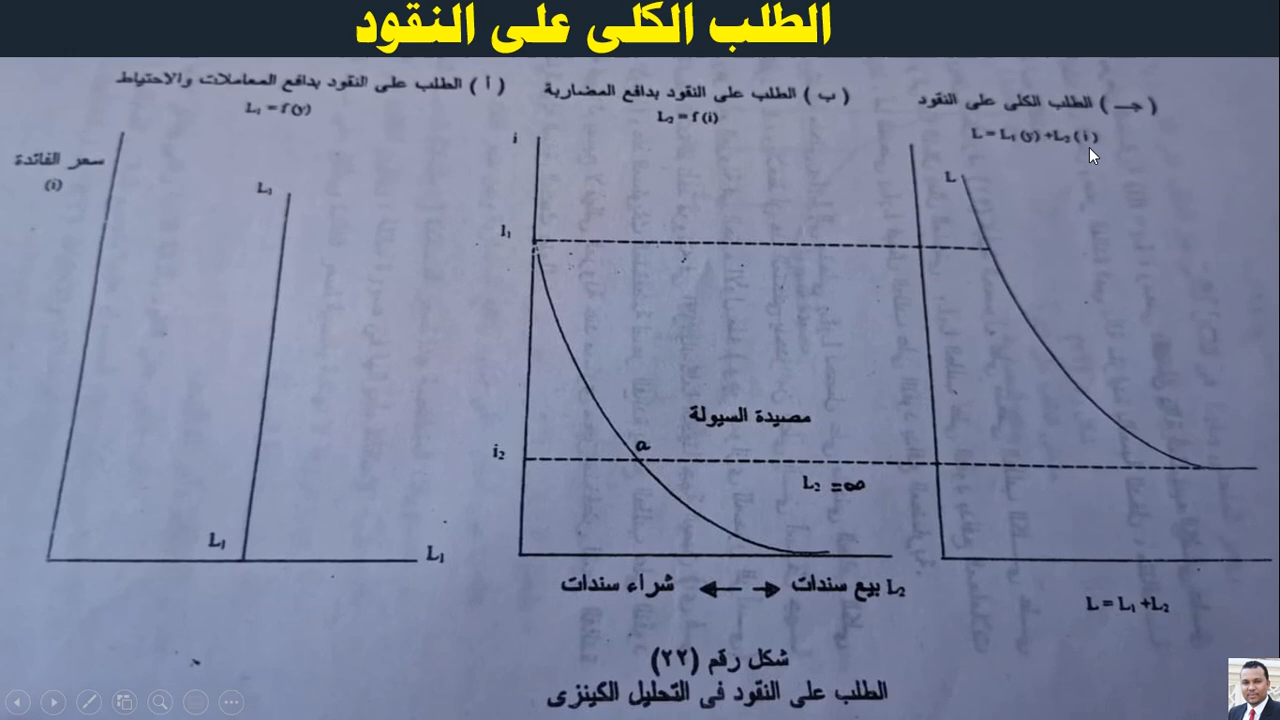 الطلب الكلى على النقود
( أ ) الطلب على النقود بدافع المعاملات والاحتياط
L₁ = f (y)
سعر الفائدة
(i)
L₁
L₁
L₁
( ب ) الطلب على النقود بدافع المضاربة
L₂ = f (i)
i
I₁
i₂
a
مصيدة السيولة
L₂ = ∞
شراء سندات ← → بيع سندات L₂
( جـ ) الطلب الكلى على النقود
L = L₁ (y) + L₂ ( i )
L
L = L₁ + L₂
شكل رقم (٢٢)
الطلب على النقود فى التحليل الكينزى